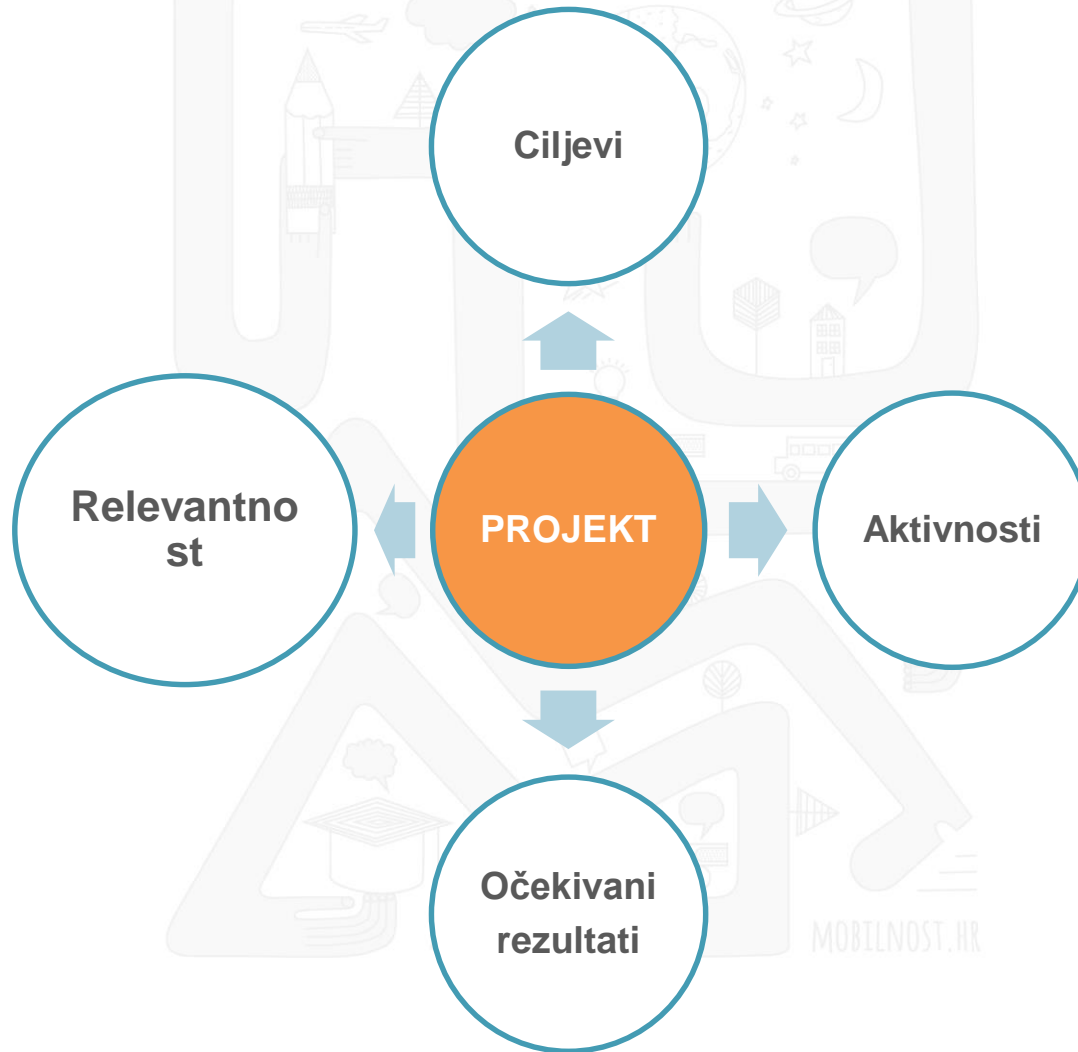 Ciljevi
Relevantno
st
PROJEKT
Aktivnosti
Očekivani
rezultati
MOBILNOST.HR